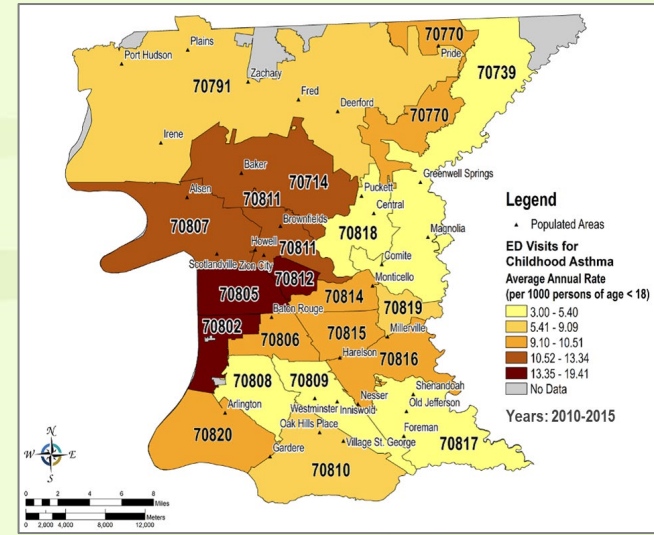 70770
Plains
Port Hudson
Pride
70739
Zachary
70791
Fred
Deerford
70770
Irene
Baker
Greenwell Springs
70714
Puckett
Alsen
70811
Central
70807
Brownfields
70818
Magnolia
Howell
70811
Scotlandville
Zion City
Comite
70812
Monticello
70805
70814
70819
Baton Rouge
70802
70815
Millerville
70806
Harelson
70816
70808
70809
Shenandoah
Nesser
Old Jefferson
Arlington
Westminster
Inniswold
70820
Oak Hills Place
Foreman
Village St. George
70817
Gardere
70810
Legend
Populated Areas
ED Visits for
Childhood Asthma
Average Annual Rate
(per 1000 persons of age < 18)
3.00 - 5.40
5.41 - 9.09
9.10 - 10.51
10.52 - 13.34
13.35 - 19.41
No Data
Years: 2010-2015
N
W
E
S
0 2 4 6 8
Miles
Meters
0 2,000 4,000 8,000 12,000